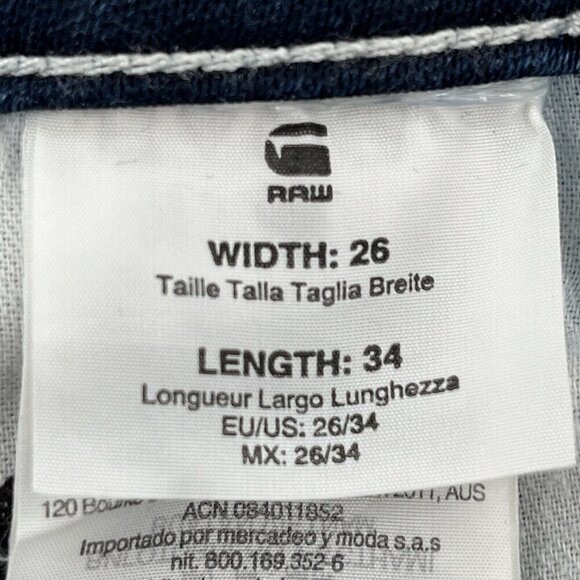 RAW
WIDTH: 26
Taille Talla Taglia Breite
LENGTH: 34
Longueur Largo Lunghezza
EU/US: 26/34
MX: 26/34
120 AUS
ACN 084011852
Importado por mercadeo y moda s.a.s
nit. 800.169.352-6